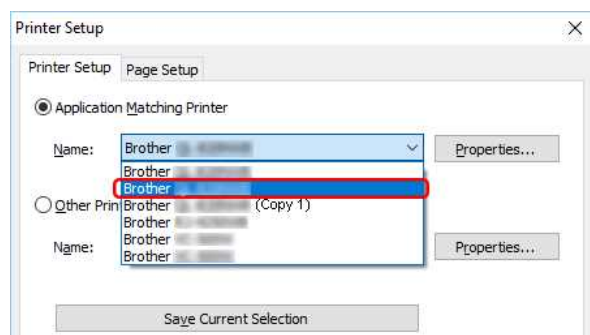 Printer Setup
Printer Setup Page Setup
Application Matching Printer
Name: Brother Properties...
Brother
Brother
Other Prin Brother (Copy 1)
Brother
Name: Brother Properties...
Brother
Save Current Selection